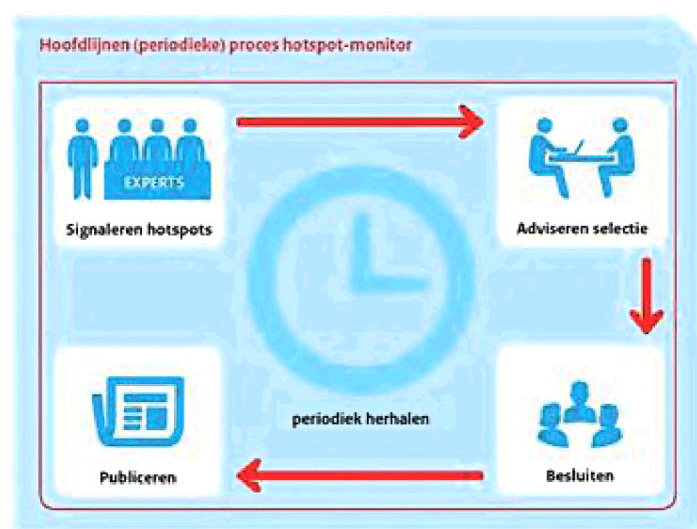 Hoofdlijnen (periodieke) proces hotspot-monitor
EXPERTS
Signaleren hotspots
Adviseren selectie
periodiek herhalen
Publiceren
Besluiten